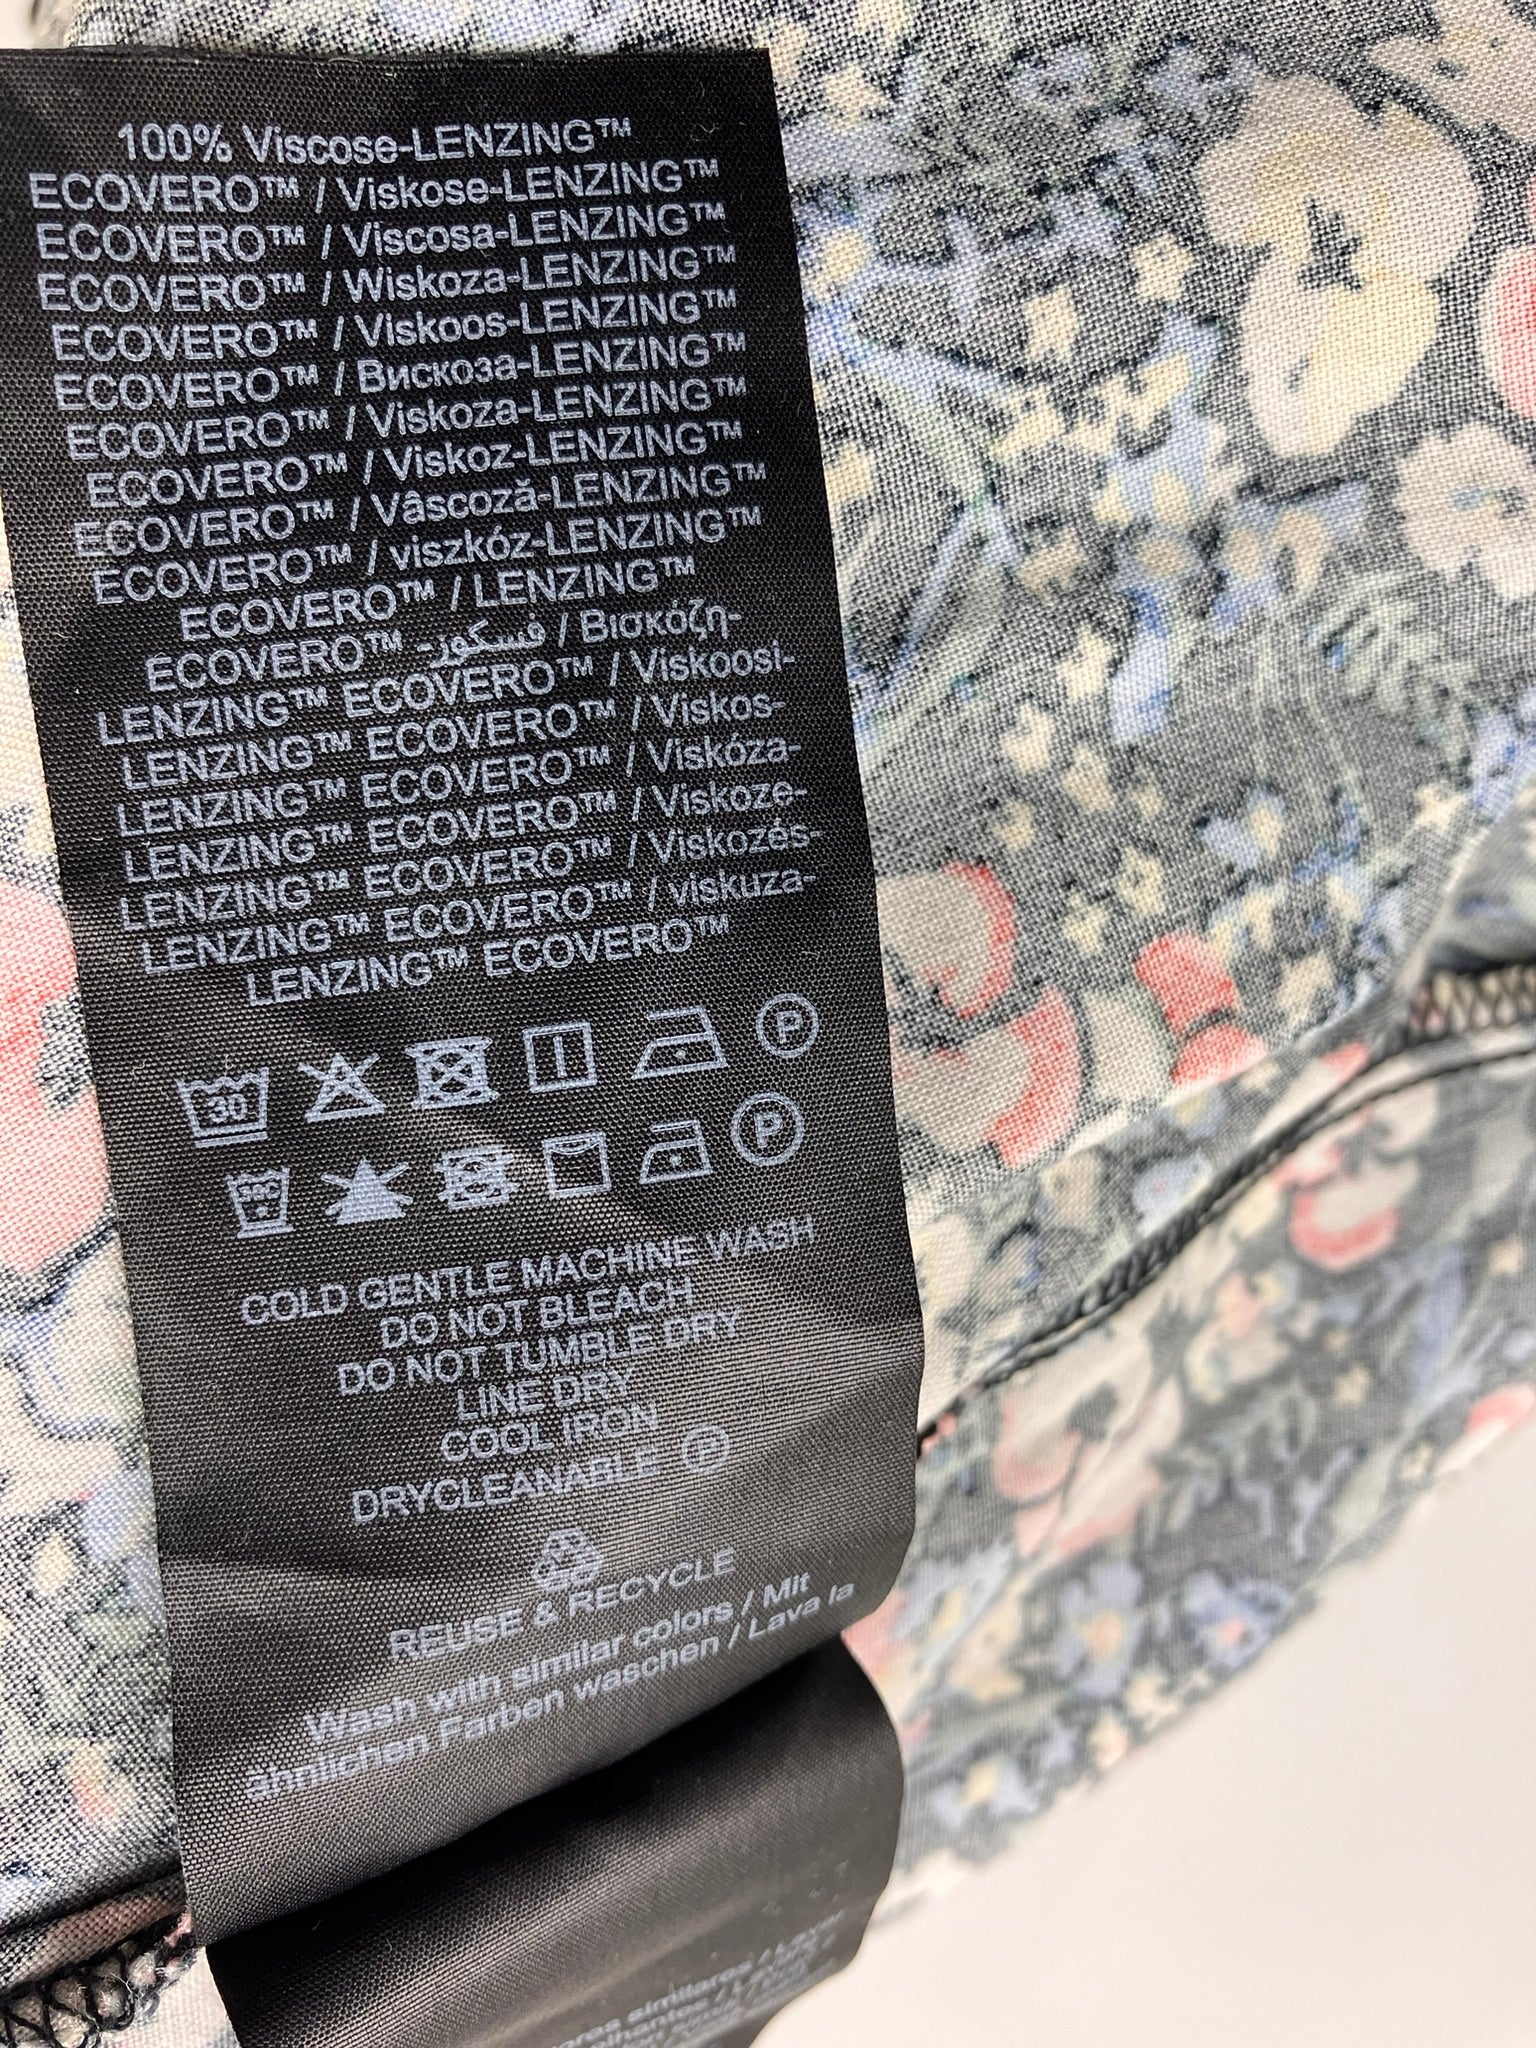 100% Viscose-LENZING™
ECOVERO™ / Viskose-LENZING™
ECOVERO™ / Viscosa-LENZING™
ECOVERO™ / Wiskoza-LENZING™
ECOVERO™ / Viskoos-LENZING™
ECOVERO™ / Вискоза-LENZING™
ECOVERO™ / Viskoza-LENZING™
ECOVERO™ / Viskoz-LENZING™
ECOVERO™ / Vâscoză-LENZING™
ECOVERO™ / viszkóz-LENZING™
ECOVERO™ / LENZING™
ECOVERO™ -فسكوز / Βισκόζη-
LENZING™ ECOVERO™ / Viskoosi-
LENZING™ ECOVERO™ / Viskos-
LENZING™ ECOVERO™ / Viskóza-
LENZING™ ECOVERO™ / Viskoze-
LENZING™ ECOVERO™ / Viskozés-
LENZING™ ECOVERO™ / viskuza-
LENZING™ ECOVERO™
30 P
P
COLD GENTLE MACHINE WASH
DO NOT BLEACH
DO NOT TUMBLE DRY
LINE DRY
COOL IRON
DRYCLEANABLE P
REUSE & RECYCLE
Wash with similar colors / Mit
ähnlichen Farben waschen / Lava la
similares